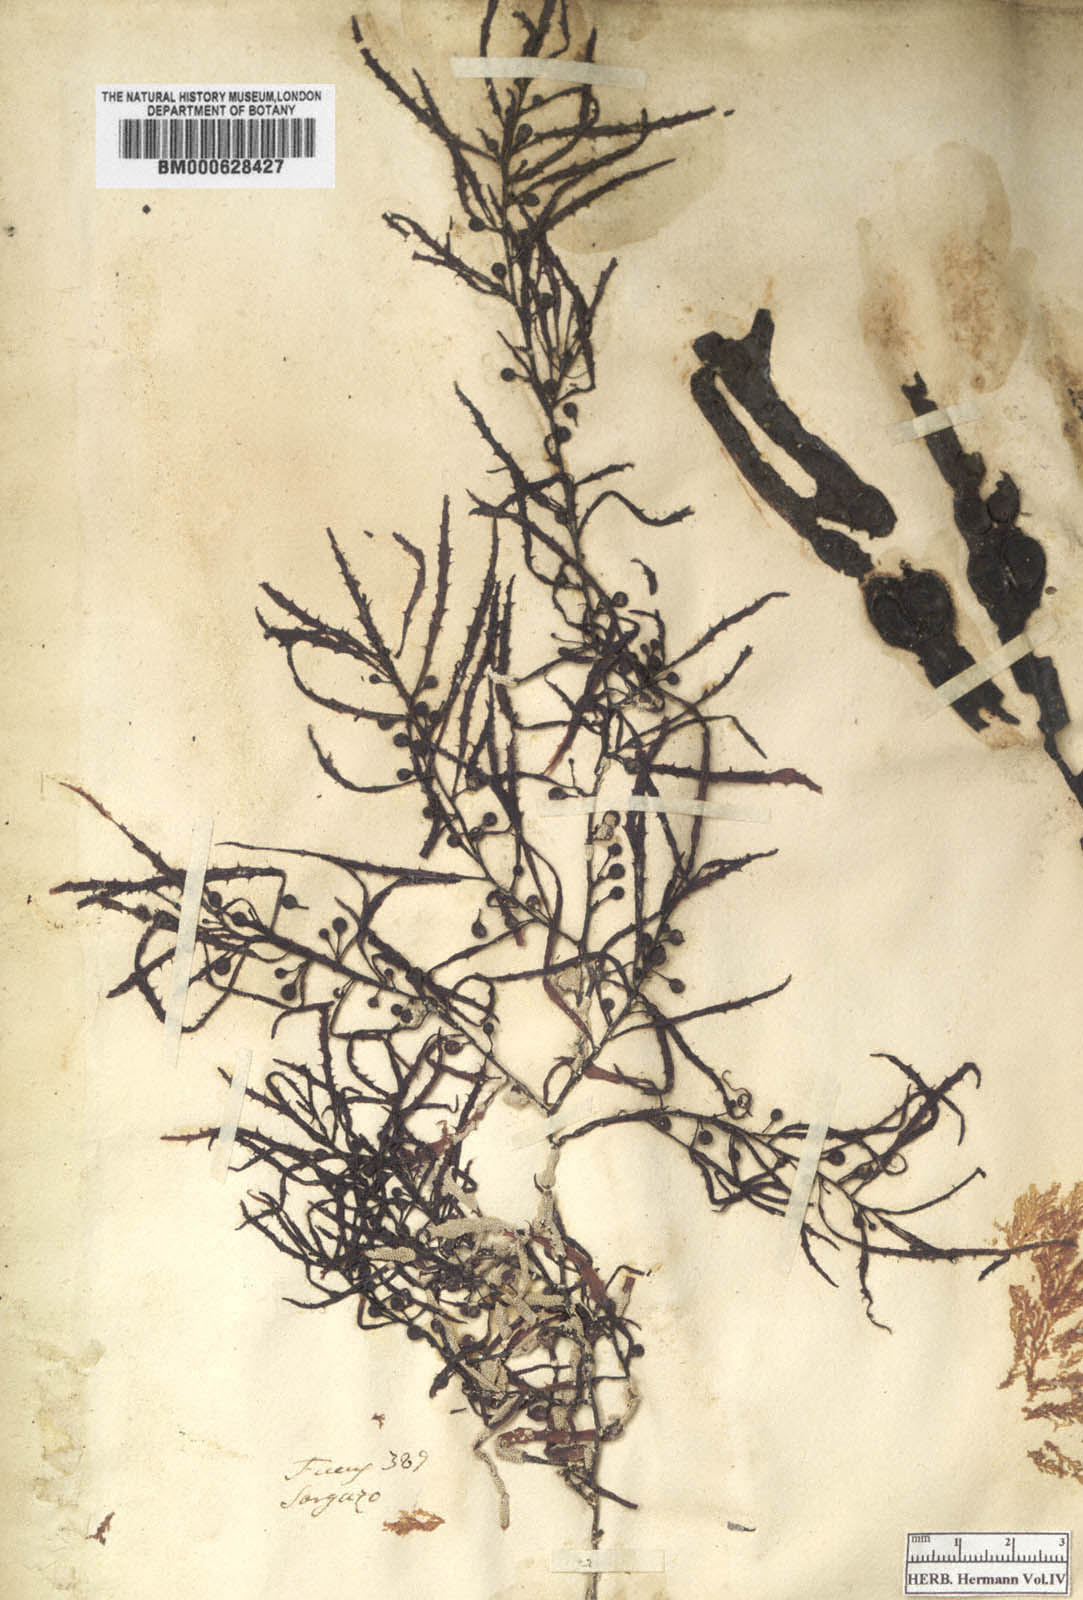 THE NATURAL HISTORY MUSEUM, LONDON
DEPARTMENT OF BOTANY
BM000628427
Fucus 389
Sargazo
mm 1 2 3
HERB. Hermann Vol.IV